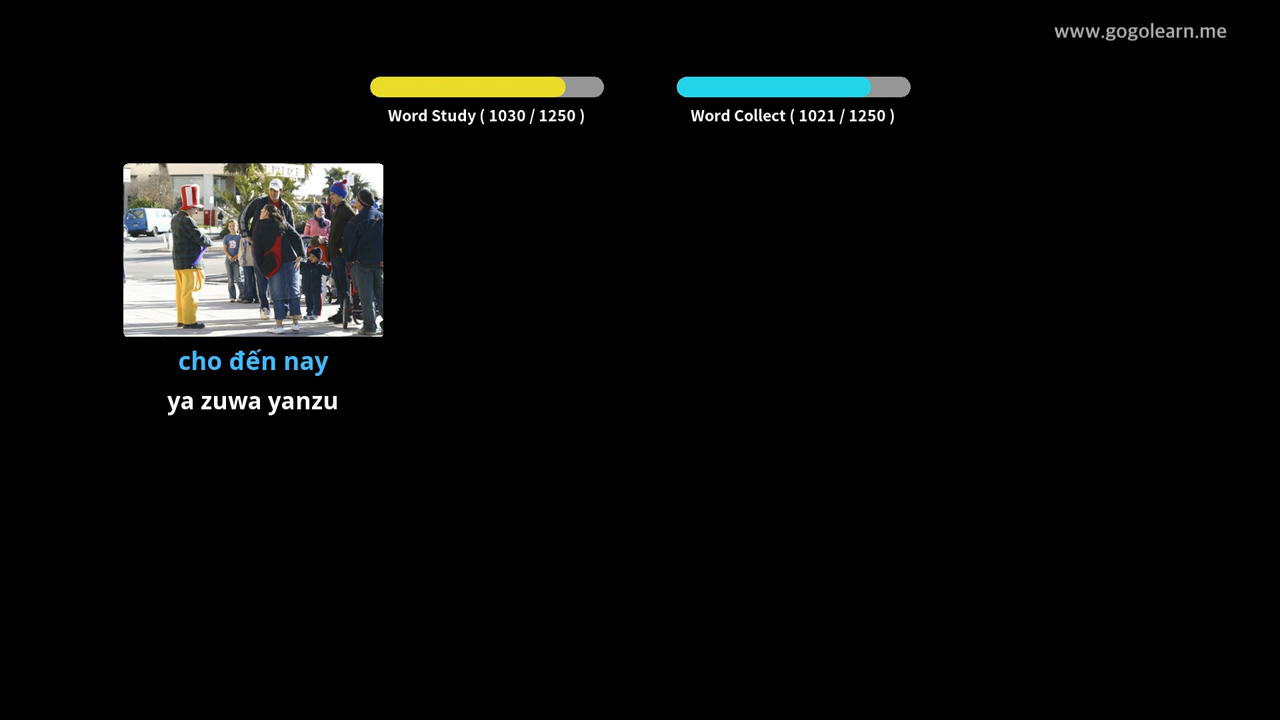 www.gogolearn.me
Word Study ( 1030 / 1250 )
Word Collect ( 1021 / 1250 )
cho đến nay
ya zuwa yanzu